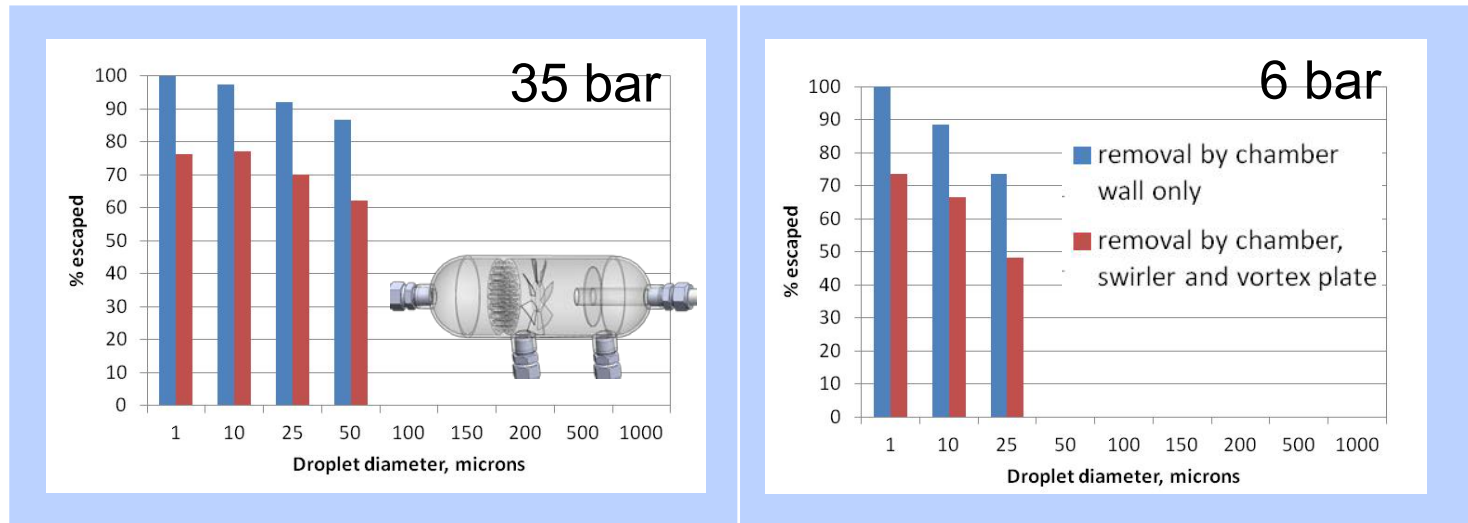 35 bar
% escaped
100
90
80
70
60
50
40
30
20
10
0
1 10 25 50 100 150 200 500 1000
Droplet diameter, microns
6 bar
% escaped
100
90
80
70
60
50
40
30
20
10
0
removal by chamber
wall only
removal by chamber,
swirler and vortex plate
1 10 25 50 100 150 200 500 1000
Droplet diameter, microns